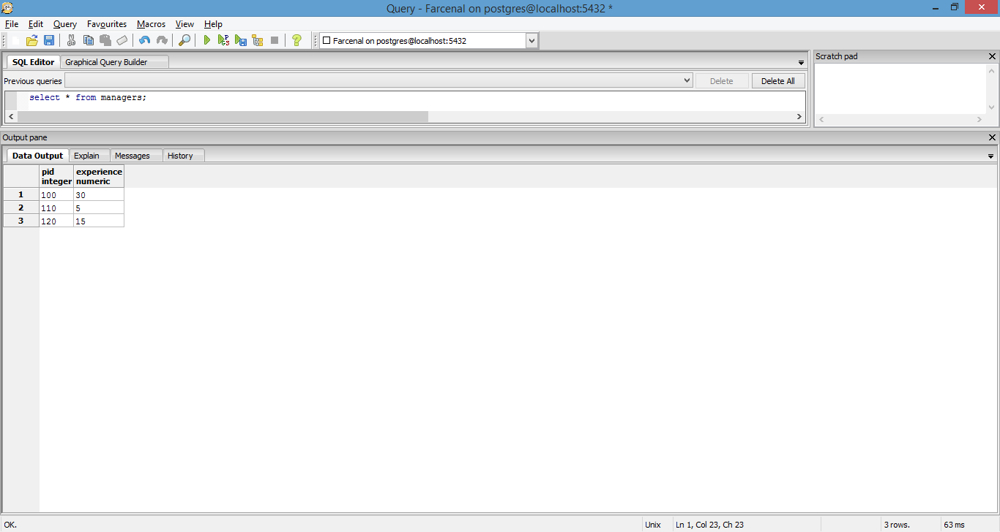 Query - Farcenal on postgres@localhost:5432 *
File Edit Query Favourites Macros View Help
Farcenal on postgres@localhost:5432
SQL Editor Graphical Query Builder
Scratch pad
Previous queries Delete Delete All
select * from managers;
Output pane
Data Output Explain Messages History
pid experience
integer numeric
1 100 30
2 110 5
3 120 15
OK. Unix Ln 1, Col 23, Ch 23 3 rows. 63 ms